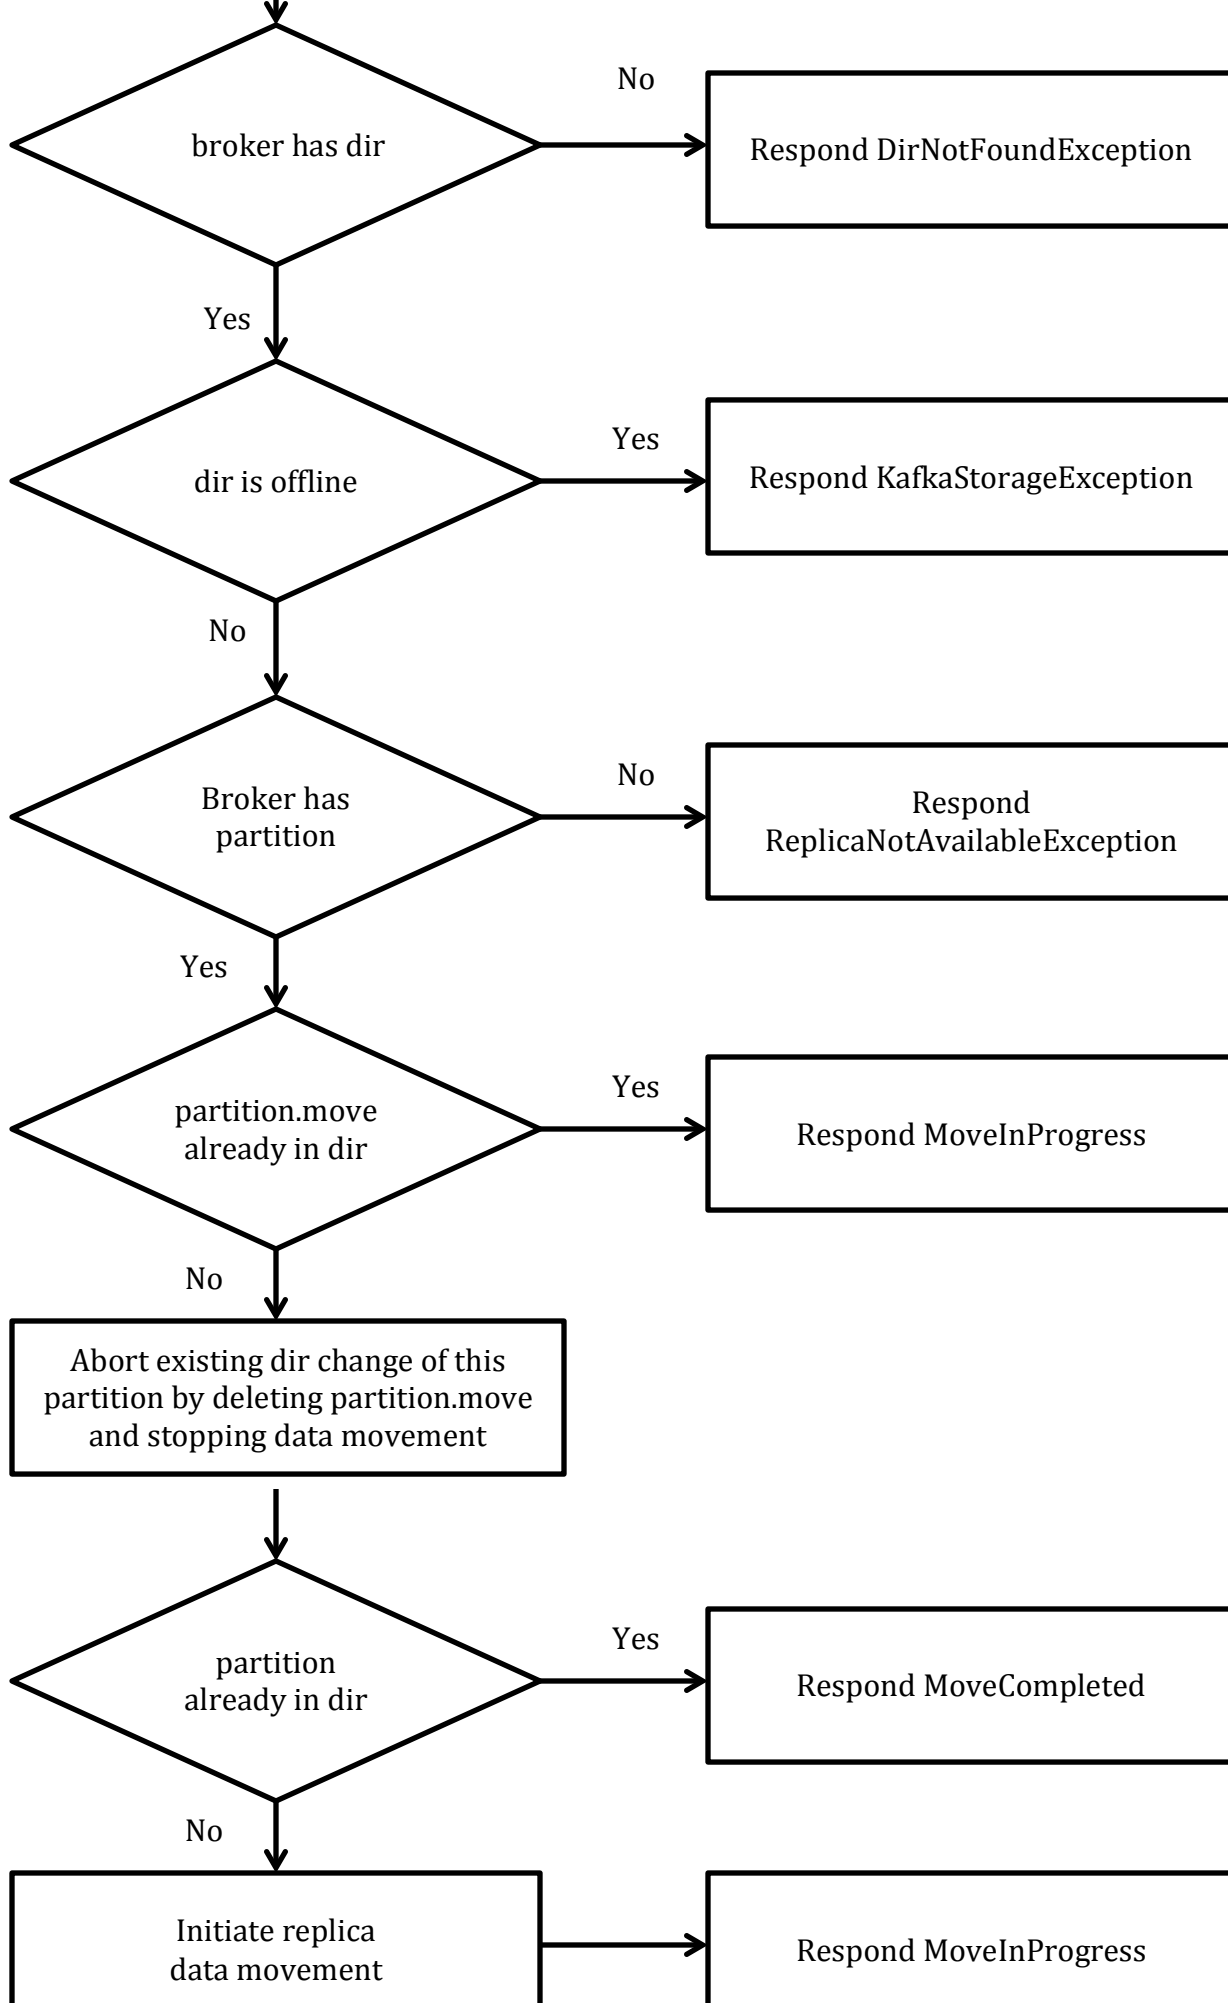 No
broker has dir
Respond DirNotFoundException
Yes
Yes
dir is offline
Respond KafkaStorageException
No
No
Broker has
partition
Respond
ReplicaNotAvailableException
Yes
Yes
partition.move
already in dir
Respond MoveInProgress
No
Abort existing dir change of this
partition by deleting partition.move
and stopping data movement
Yes
partition
already in dir
Respond MoveCompleted
No
Initiate replica
data movement
Respond MoveInProgress